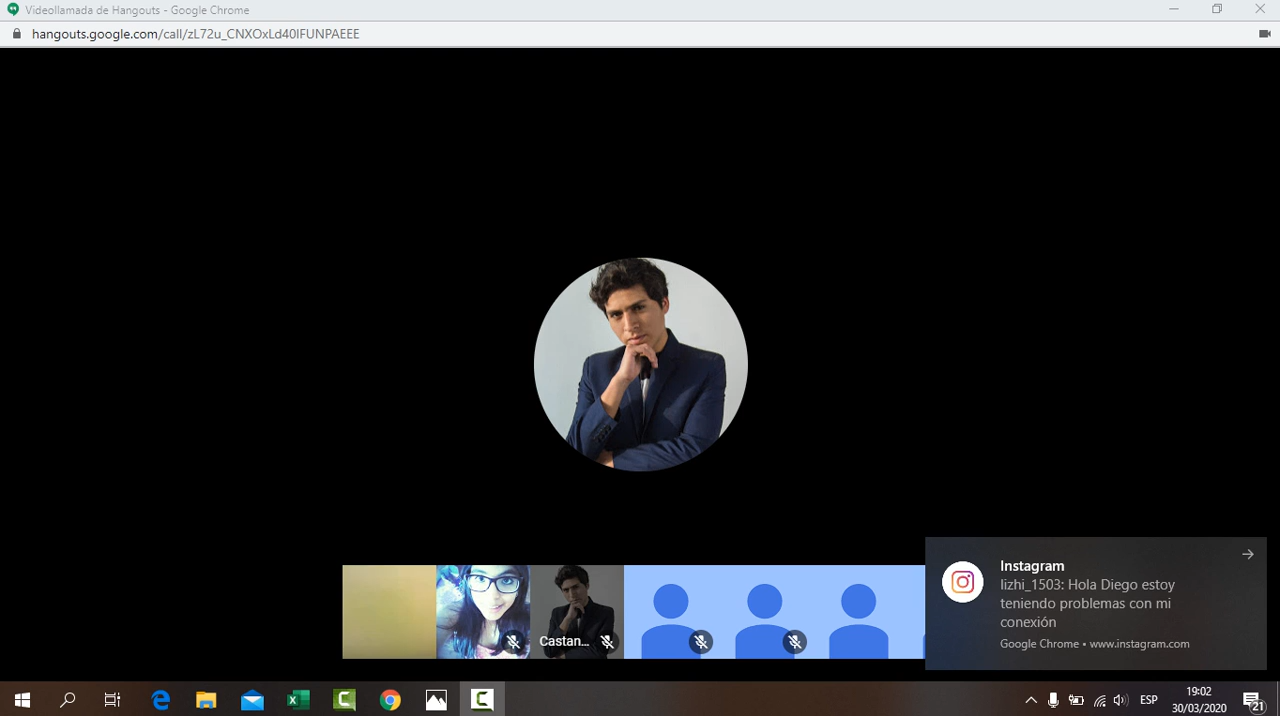 Videollamada de Hangouts - Google Chrome
hangouts.google.com/call/zL72u_CNXOxLd40IFUNPAEEE
Instagram
lizhi_1503: Hola Diego estoy
teniendo problemas con mi
conexión
Google Chrome • www.instagram.com
Castan...
ESP
19:02
30/03/2020
21